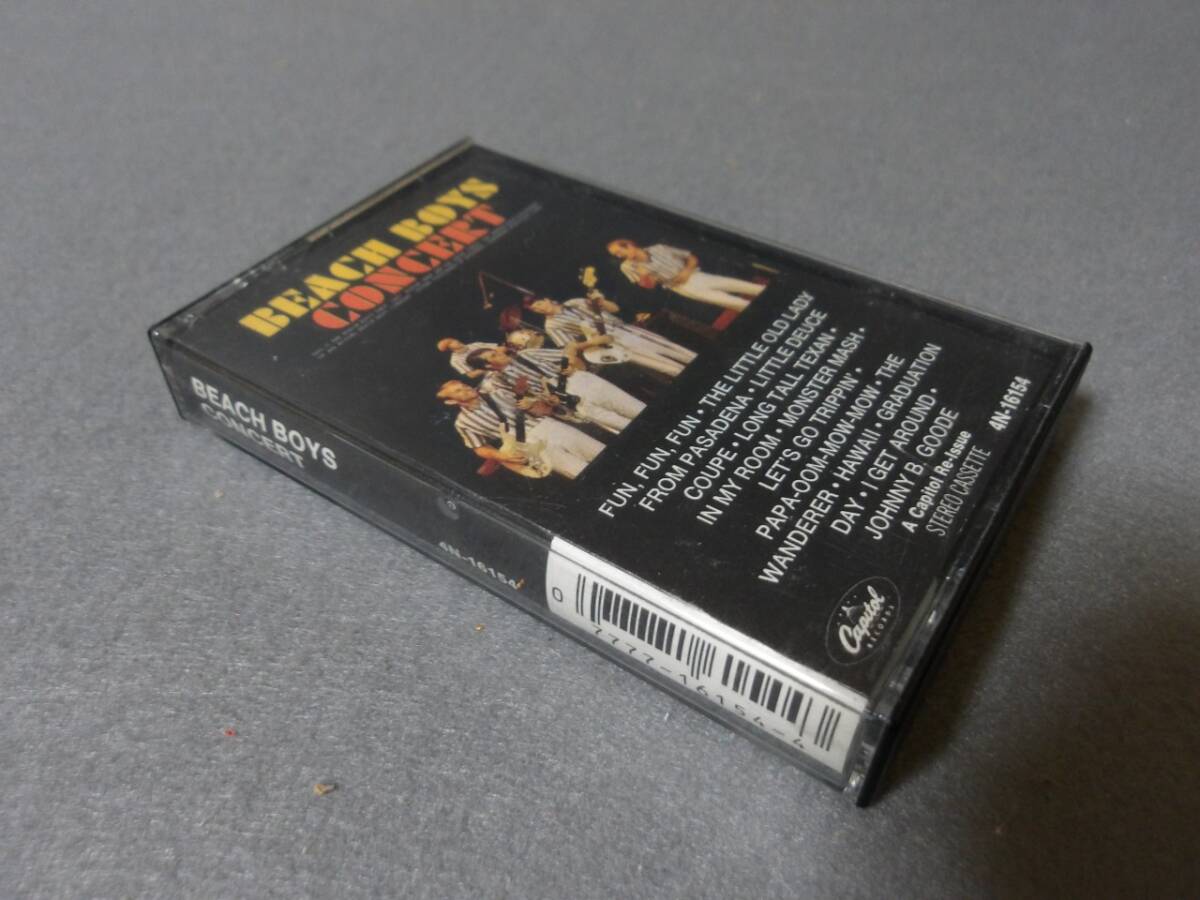 BEACH BOYS
CONCERT
FUN, FUN, FUN • THE LITTLE OLD LADY
FROM PASADENA • LITTLE DEUCE
COUPE • LONG TALL TEXAN •
IN MY ROOM • MONSTER MASH •
LET'S GO TRIPPIN' •
PAPA-OOM-MOW-MOW • THE
WANDERER • HAWAII • GRADUATION
DAY • I GET AROUND •
JOHNNY B. GOODE
A Capitol Re-Issue
STEREO CASSETTE
4N-16154
Capitol
RECORDS
BEACH BOYS
CONCERT
4N-16154
0 7777-16154-4